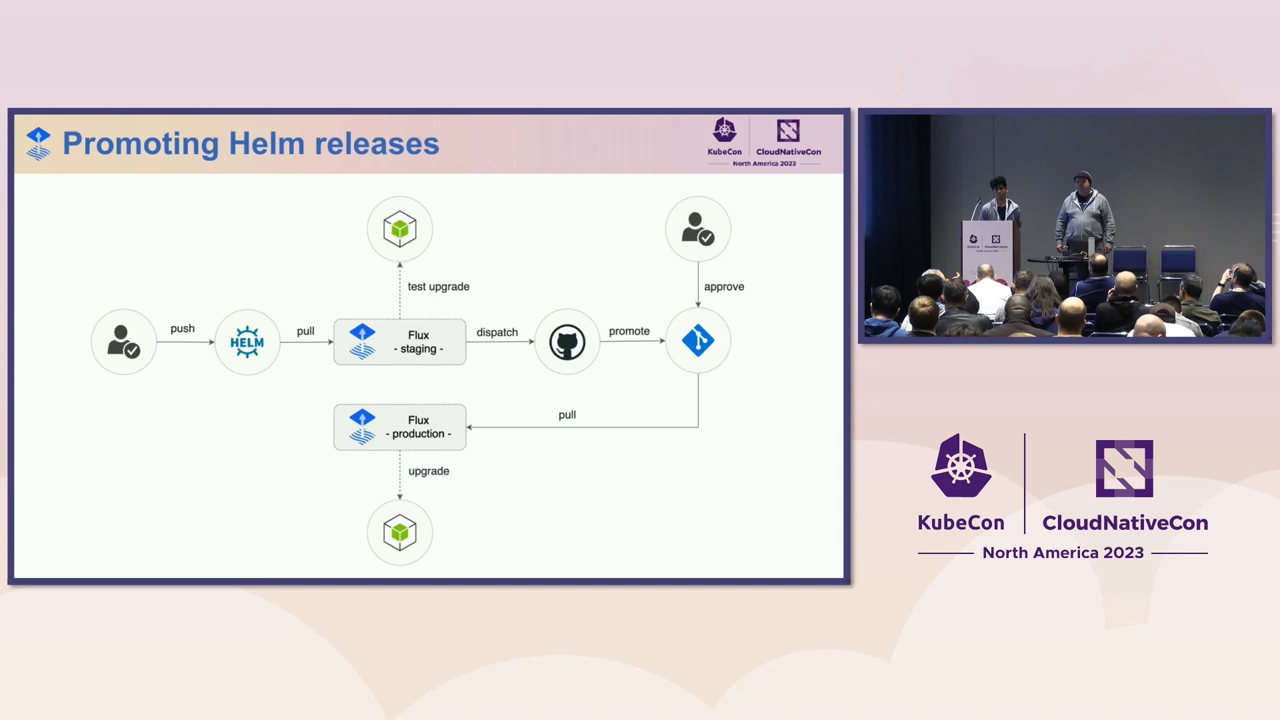 Promoting Helm releases
KubeCon
CloudNativeCon
North America 2023
test upgrade
approve
push
HELM
pull
Flux
- staging -
dispatch
promote
Flux
- production -
pull
upgrade
KubeCon
CloudNativeCon
North America 2023